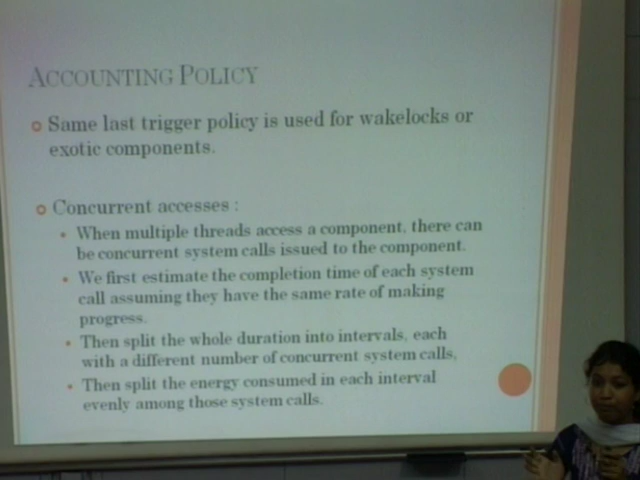 ACCOUNTING POLICY
Same last trigger policy is used for wakelocks or
exotic components.
Concurrent accesses :
When multiple threads access a component, there can
be concurrent system calls issued to the component.
We first estimate the completion time of each system
call assuming they have the same rate of making
progress.
Then split the whole duration into intervals, each
with a different number of concurrent system calls,
Then split the energy consumed in each interval
evenly among those system calls.